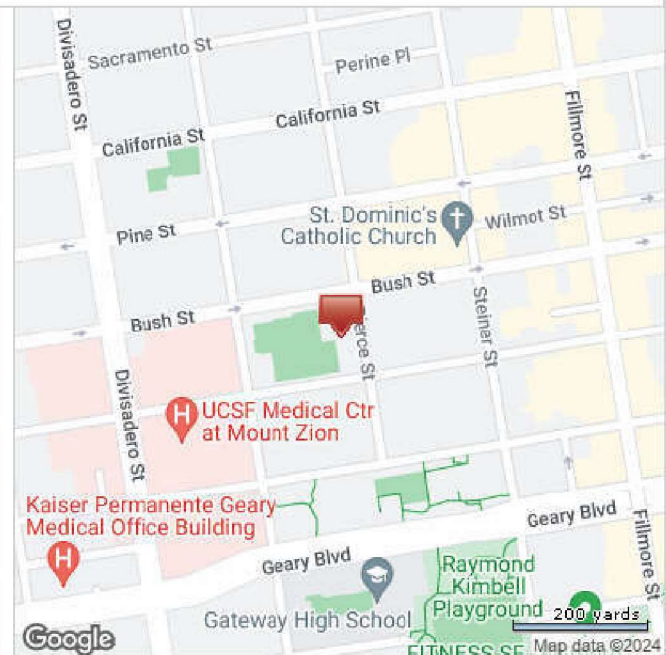 Divisadero St
Sacramento St
Perine Pl
California St
California St
Fillmore St
Pine St
St. Dominic's
Catholic Church
Wilmot St
Bush St
Bush St
Steiner St
Divisadero St
UCSF Medical Ctr
at Mount Zion
Kaiser Permanente Geary
Medical Office Building
Geary Blvd
Geary Blvd
Fillmore St
Raymond
Kimbell
Playground
Gateway High School
200 yards
Google
Map data ©2024